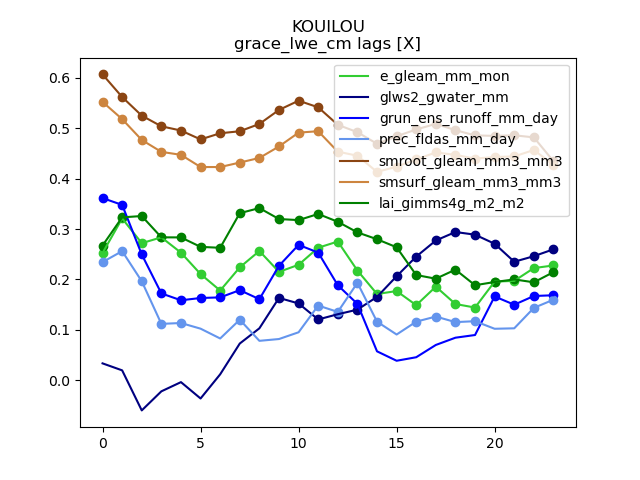 KOUILOU
grace_lwe_cm lags [X]
0.6
0.5
0.4
0.3
0.2
0.1
0.0
0
5
10
15
20
e_gleam_mm_mon
glws2_gwater_mm
grun_ens_runoff_mm_day
prec_fldas_mm_day
smroot_gleam_mm3_mm3
smsurf_gleam_mm3_mm3
lai_gimms4g_m2_m2